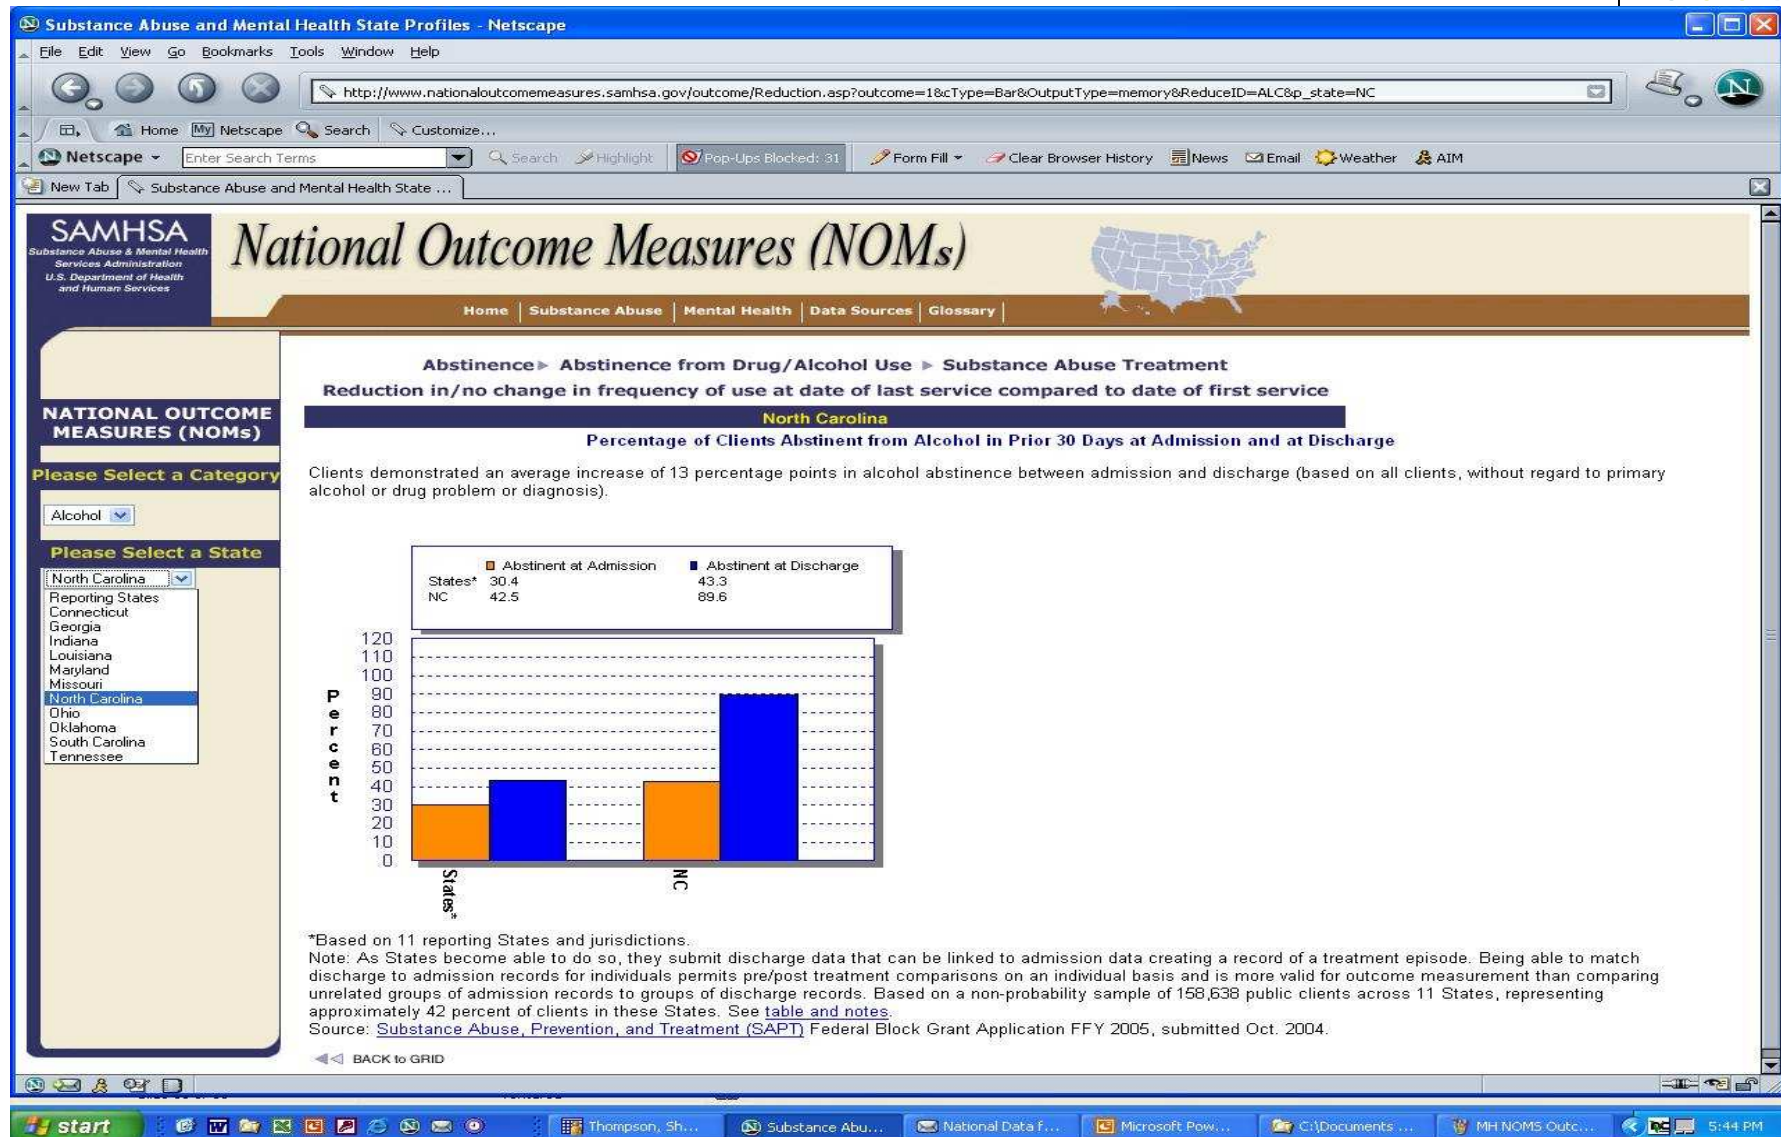 Substance Abuse and Mental Health State Profiles - Netscape
File Edit View Go Bookmarks Tools Window Help
http://www.nationaloutcomemeasures.samhsa.gov/outcome/Reduction.asp?outcome=1&cType=Bar&OutputType=memory&ReduceID=ALC&p_state=NC
Home My Netscape Search Customize...
Netscape Enter Search Terms Search Highlight Pop-Ups Blocked: 31 Form Fill Clear Browser History News Email Weather AIM
New Tab Substance Abuse and Mental Health State ...
SAMHSA
Substance Abuse & Mental Health
Services Administration
U.S. Department of Health
and Human Services
National Outcome Measures (NOMs)
Home | Substance Abuse | Mental Health | Data Sources | Glossary |
NATIONAL OUTCOME
MEASURES (NOMs)
Please Select a Category
Alcohol
Please Select a State
North Carolina
Reporting States
Connecticut
Georgia
Indiana
Louisiana
Maryland
Missouri
North Carolina
Ohio
Oklahoma
South Carolina
Tennessee
Abstinence Abstinence from Drug/Alcohol Use Substance Abuse Treatment
Reduction in/no change in frequency of use at date of last service compared to date of first service
North Carolina
Percentage of Clients Abstinent from Alcohol in Prior 30 Days at Admission and at Discharge
Clients demonstrated an average increase of 13 percentage points in alcohol abstinence between admission and discharge (based on all clients, without regard to primary
alcohol or drug problem or diagnosis).
Abstinent at Admission Abstinent at Discharge
States* 30.4 43.3
NC 42.5 89.6
Percent
120
110
100
90
80
70
60
50
40
30
20
10
0
States* NC
*Based on 11 reporting States and jurisdictions.
Note: As States become able to do so, they submit discharge data that can be linked to admission data creating a record of a treatment episode. Being able to match
discharge to admission records for individuals permits pre/post treatment comparisons on an individual basis and is more valid for outcome measurement than comparing
unrelated groups of admission records to groups of discharge records. Based on a non-probability sample of 158,638 public clients across 11 States, representing
approximately 42 percent of clients in these States. See table and notes.
Source: Substance Abuse, Prevention, and Treatment (SAPT) Federal Block Grant Application FFY 2005, submitted Oct. 2004.
BACK to GRID
start Thompson, Sh... Substance Abu... National Data f... Microsoft Pow... C:\Documents ... MH NOMS Outc... 5:44 PM